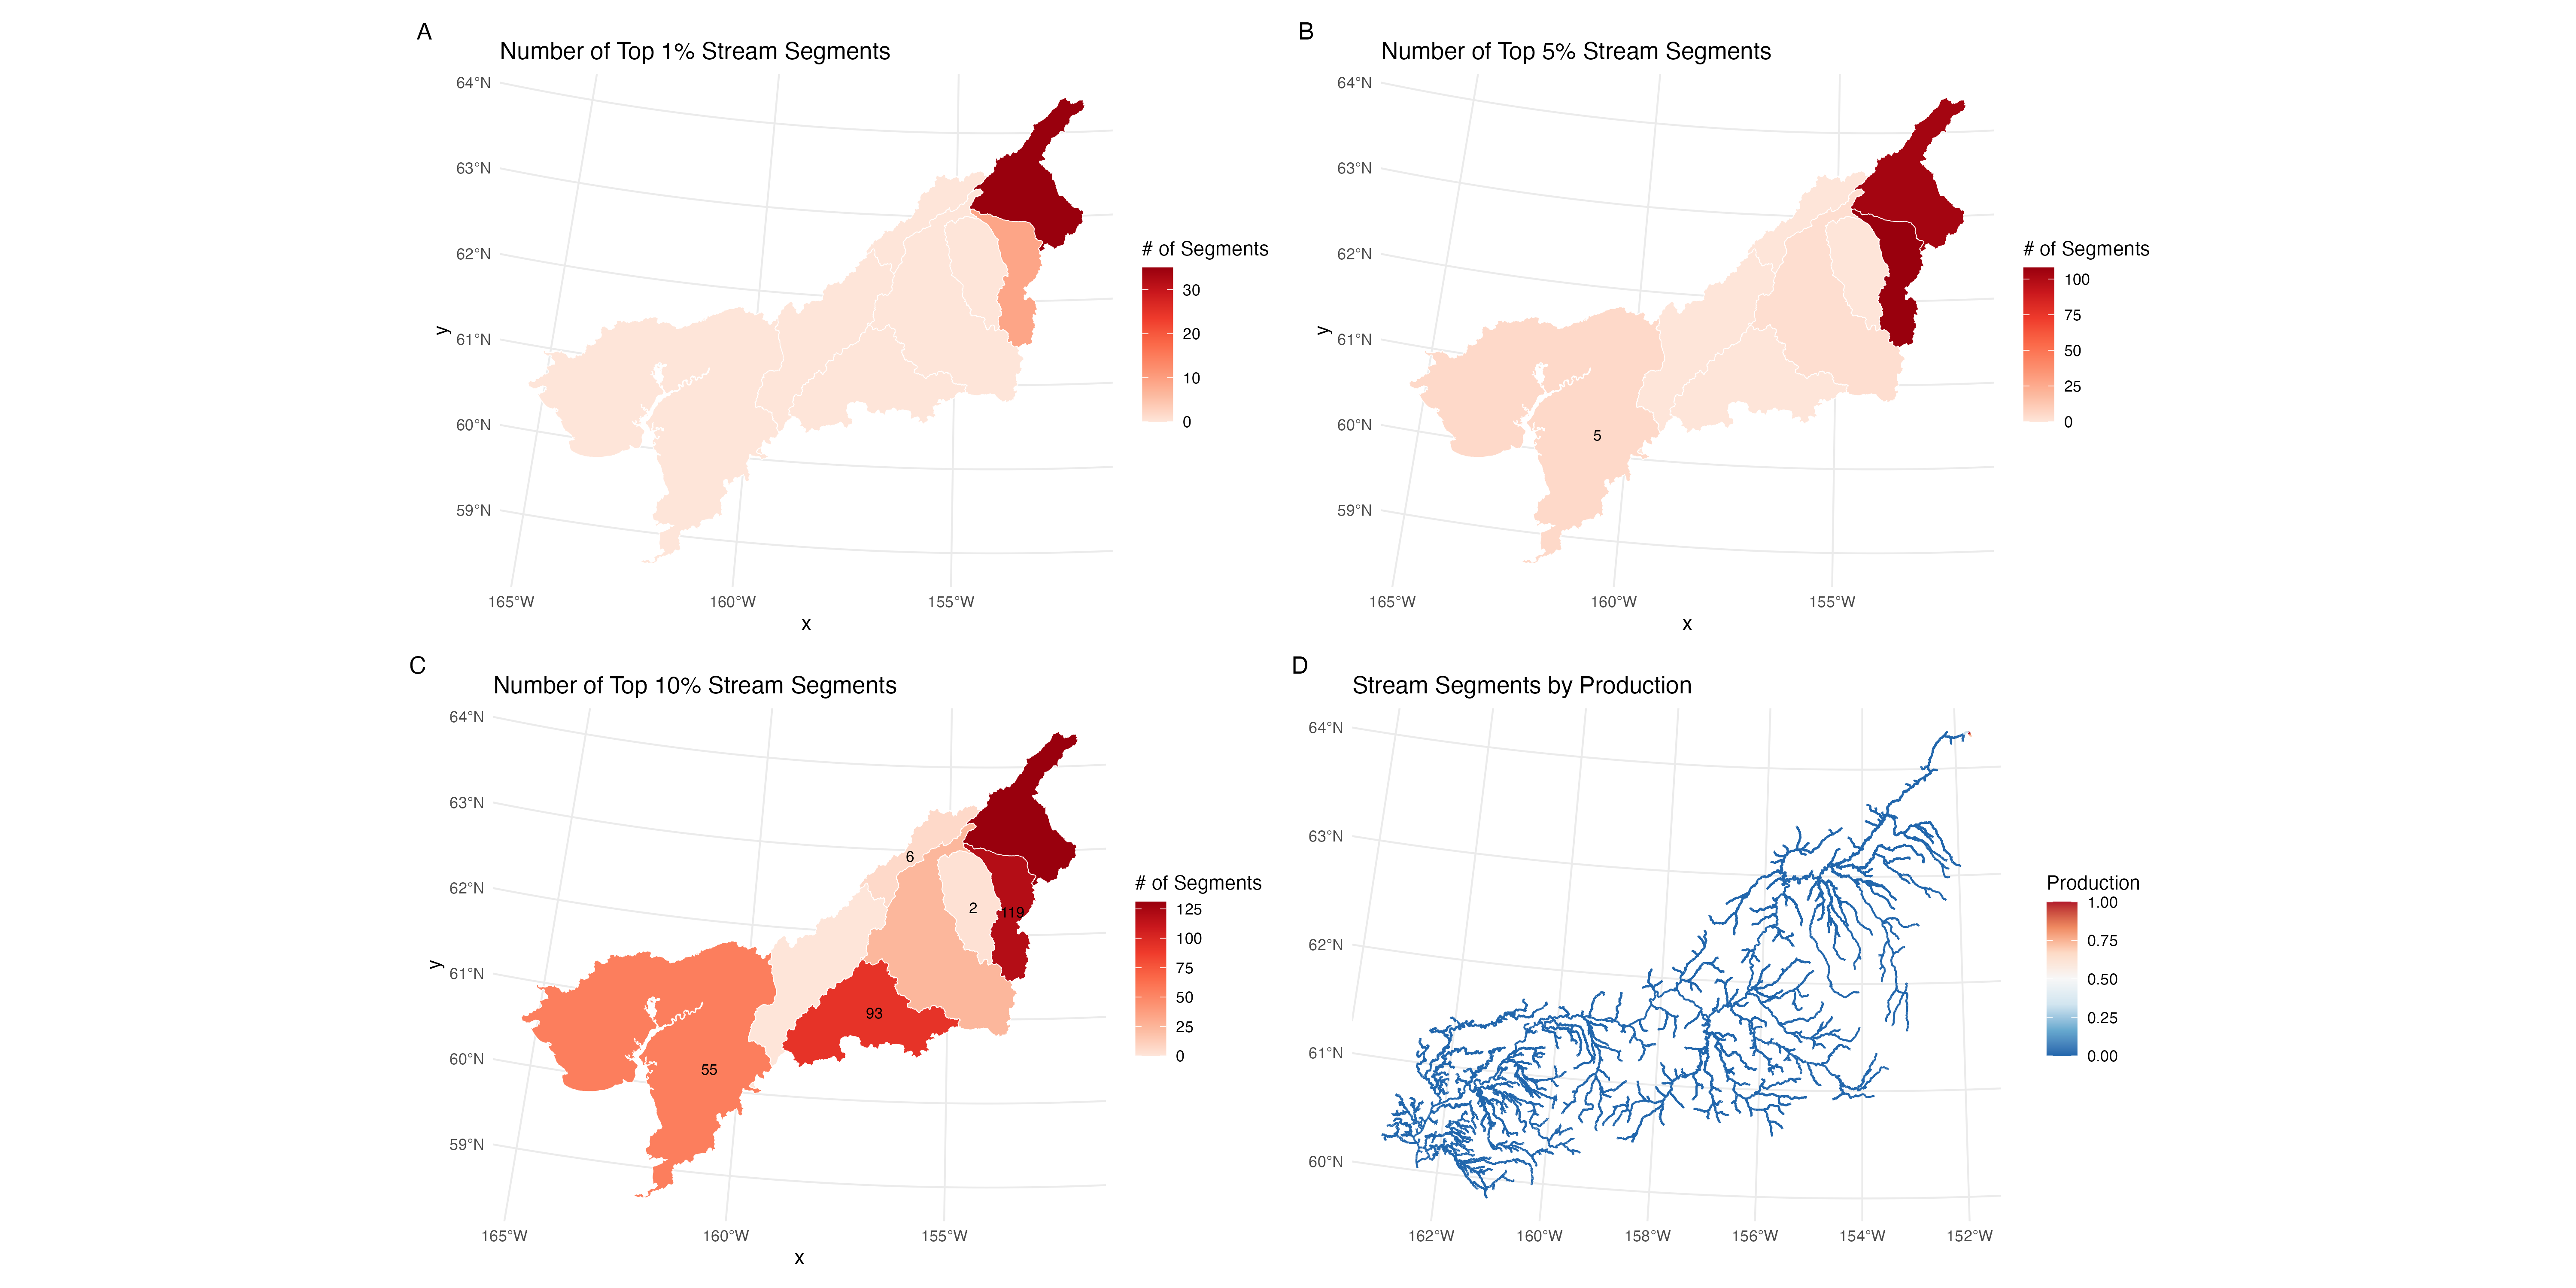 A
Number of Top 1% Stream Segments
64°N
63°N
62°N
61°N
60°N
59°N
y
165°W
160°W
155°W
x
# of Segments
30
20
10
0
B
Number of Top 5% Stream Segments
64°N
63°N
62°N
61°N
60°N
59°N
y
5
165°W
160°W
155°W
x
# of Segments
100
75
50
25
0
C
Number of Top 10% Stream Segments
64°N
63°N
62°N
61°N
60°N
59°N
y
6
2
119
93
55
165°W
160°W
155°W
x
# of Segments
125
100
75
50
25
0
D
Stream Segments by Production
64°N
63°N
62°N
61°N
60°N
162°W
160°W
158°W
156°W
154°W
152°W
Production
1.00
0.75
0.50
0.25
0.00